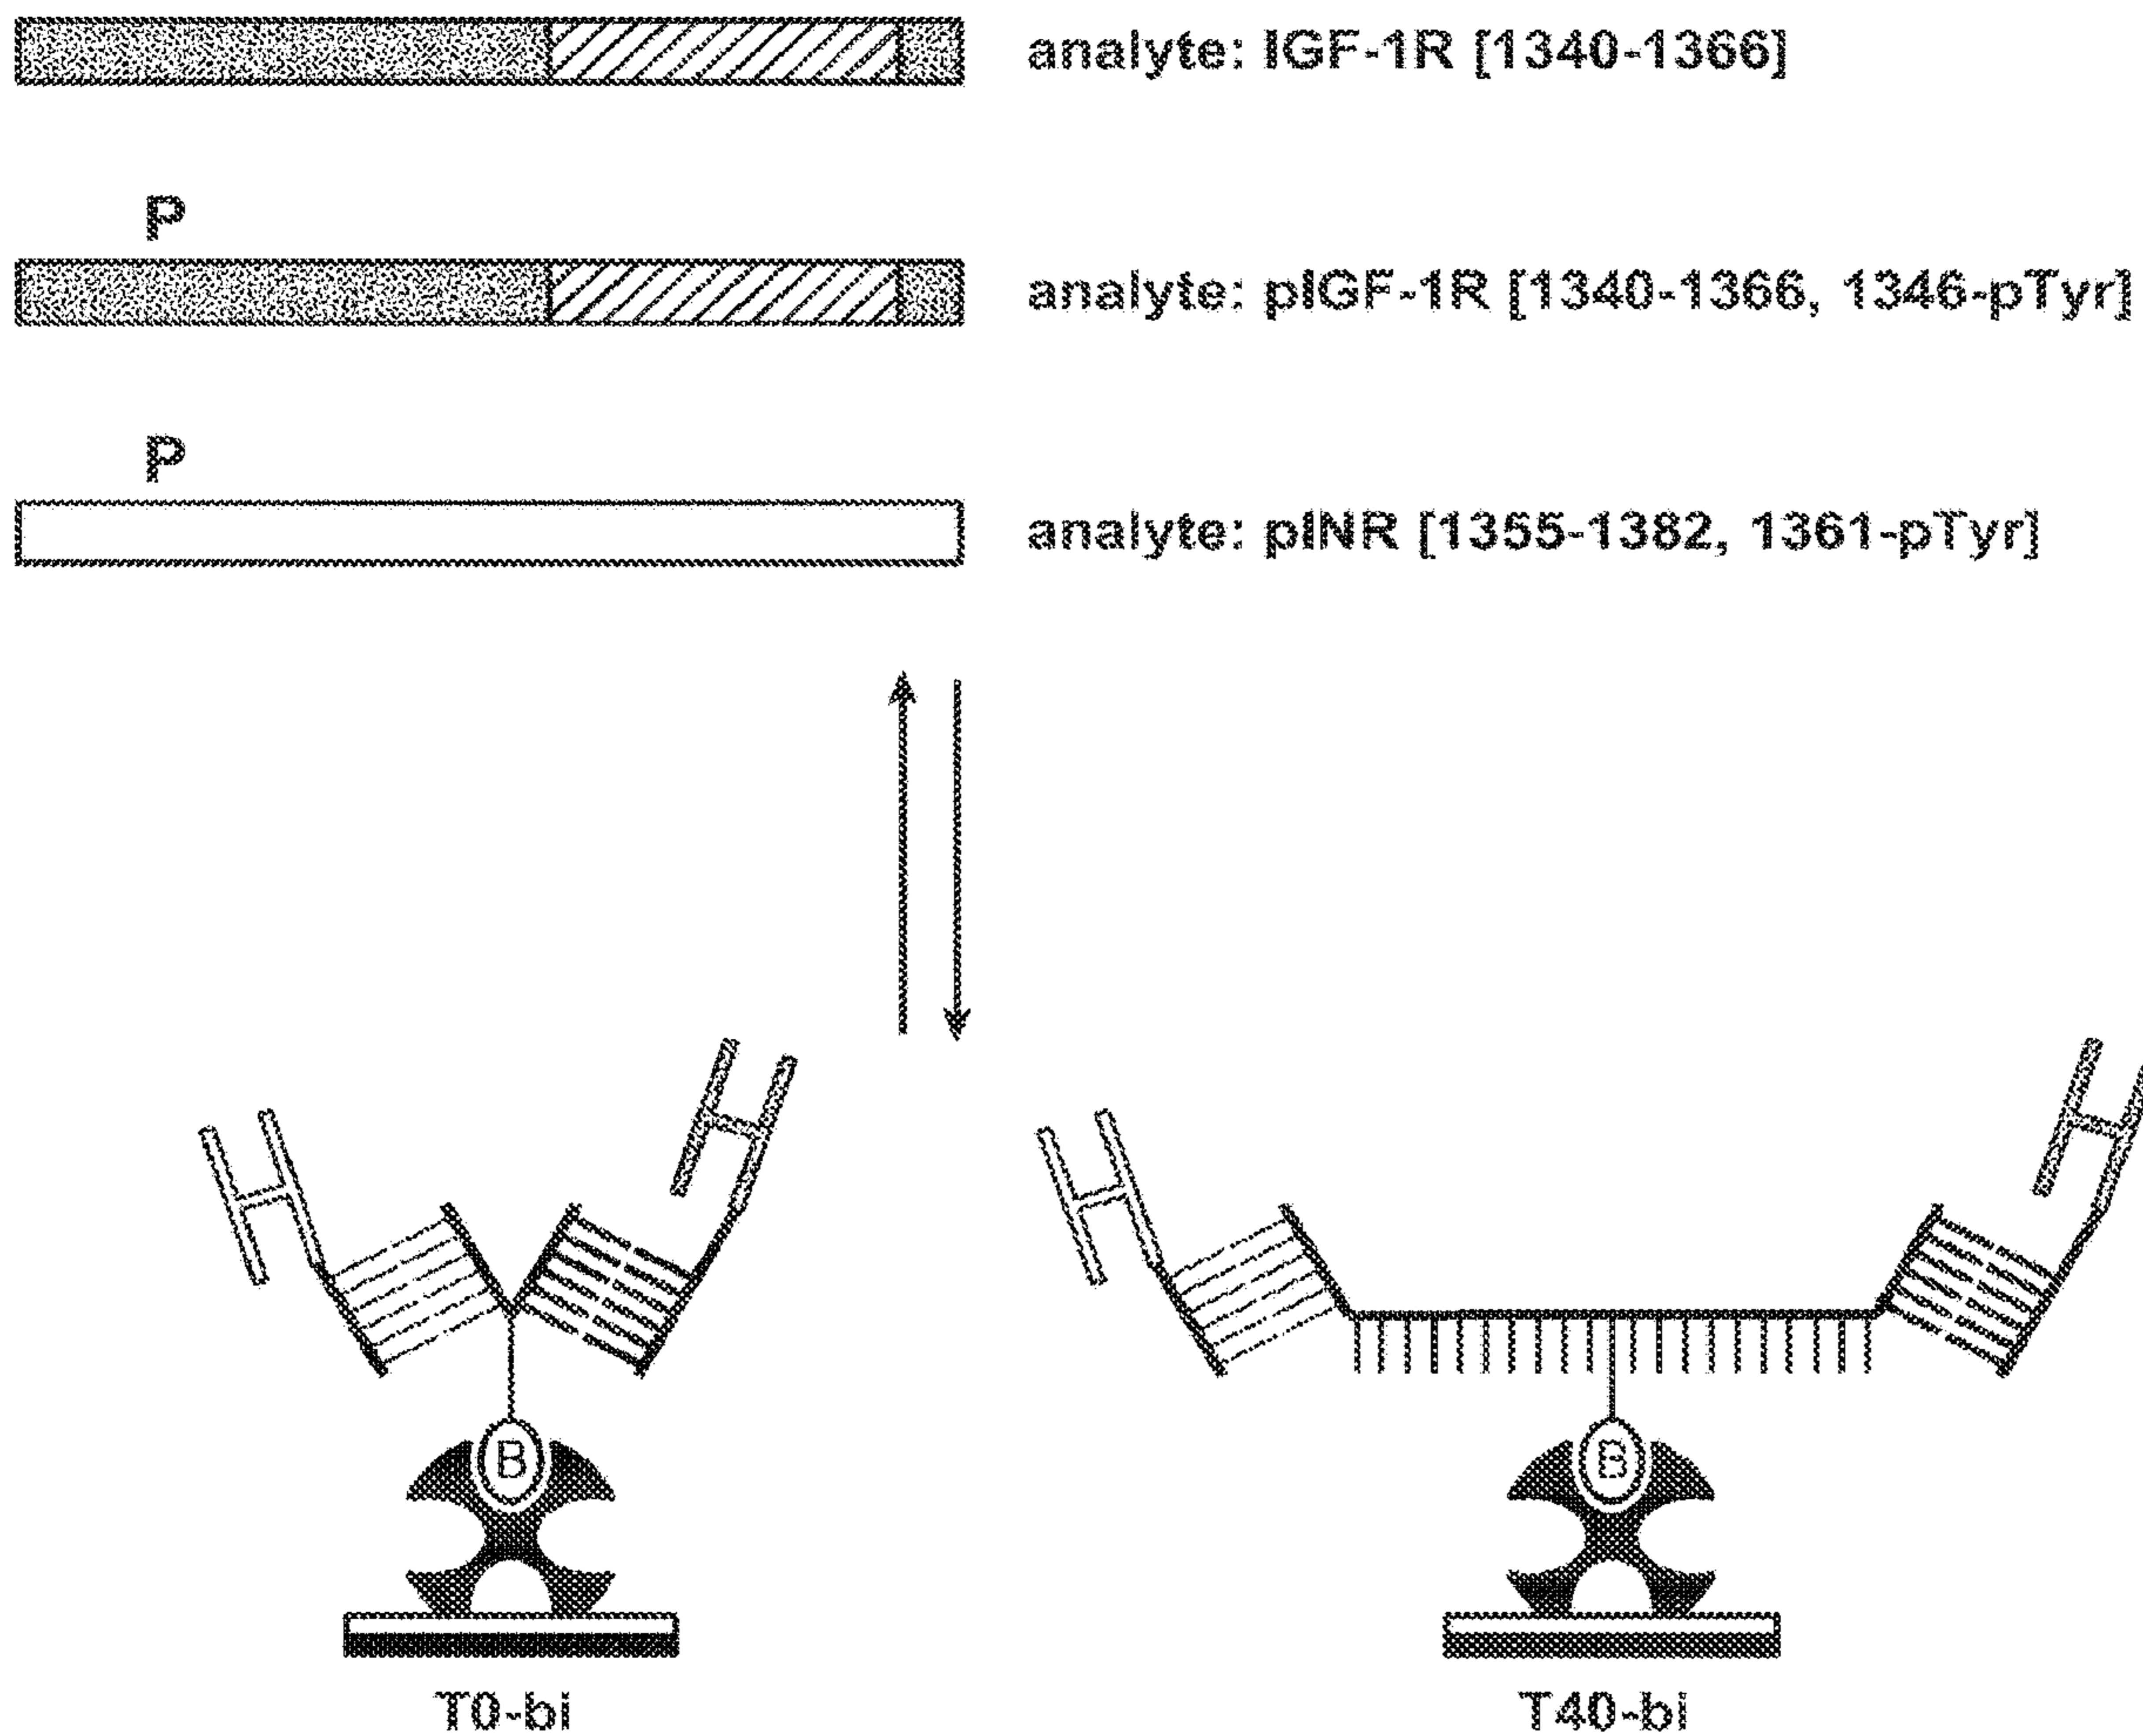 analyte: IGF-1R [1340-1366]
P
analyte: pIGF-1R [1340-1366, 1346-pTyr]
P
analyte: pINR [1355-1382, 1361-pTyr]
B
B
T0-bi
T40-bi